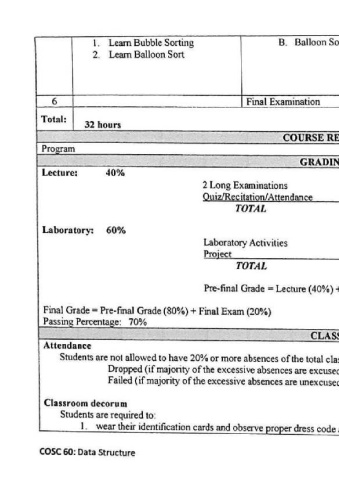 1. Learn Bubble Sorting B. Balloon So
2. Learn Balloon Sort
6 Final Examination
Total: 32 hours
COURSE RE
Program
GRADIN
Lecture: 40%
2 Long Examinations
Quiz/Recitation/Attendance
TOTAL
Laboratory: 60%
Laboratory Activities
Project
TOTAL
Pre-final Grade = Lecture (40%) +
Final Grade = Pre-final Grade (80%) + Final Exam (20%)
Passing Percentage: 70%
CLASS
Attendance
Students are not allowed to have 20% or more absences of the total clas
Dropped (if majority of the excessive absences are excused
Failed (if majority of the excessive absences are unexcused
Classroom decorum
Students are required to:
1. wear their identification cards and observe proper dress code
COSC 60: Data Structure